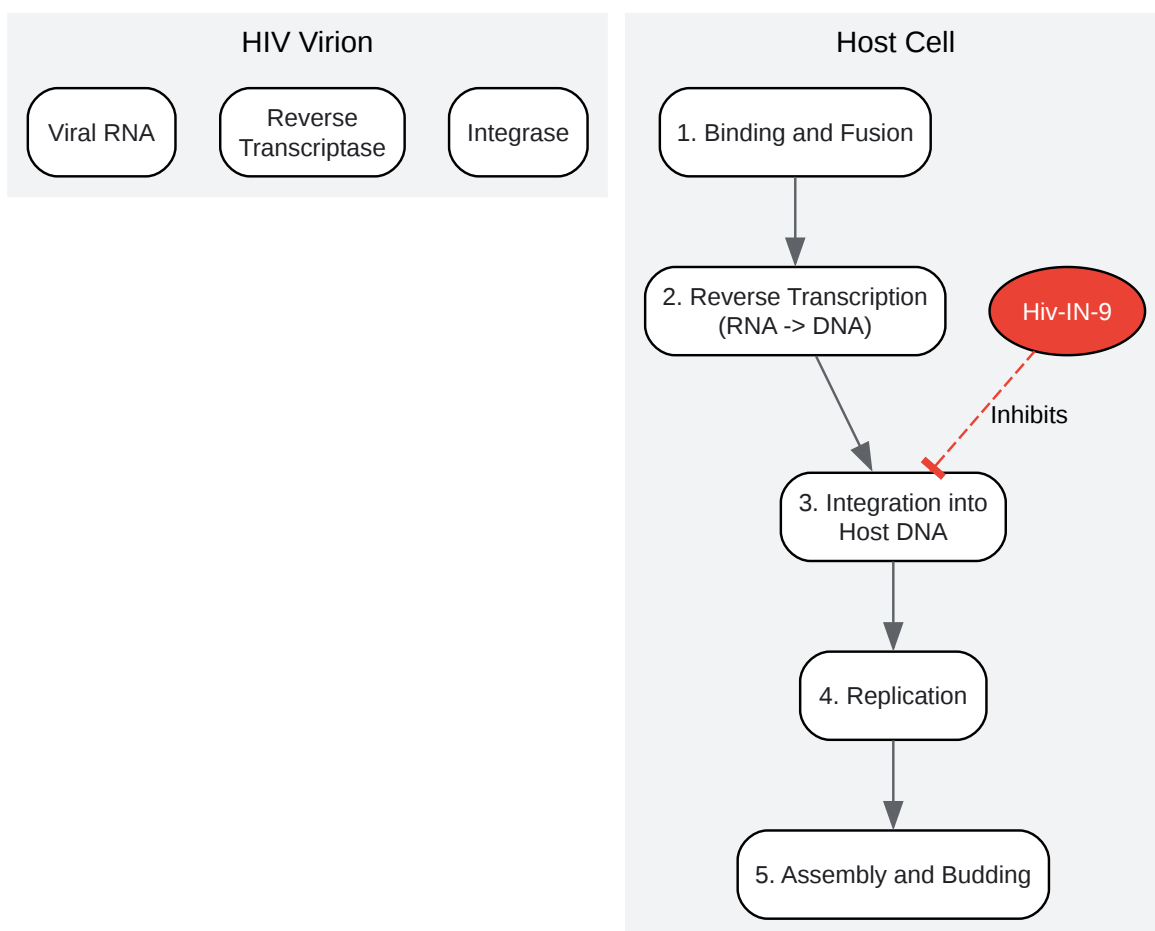 HIV Virion
Viral RNA
Reverse
Transcriptase
Integrase
Host Cell
1. Binding and Fusion
2. Reverse Transcription
(RNA -> DNA)
Hiv-IN-9
Inhibits
3. Integration into
Host DNA
4. Replication
5. Assembly and Budding